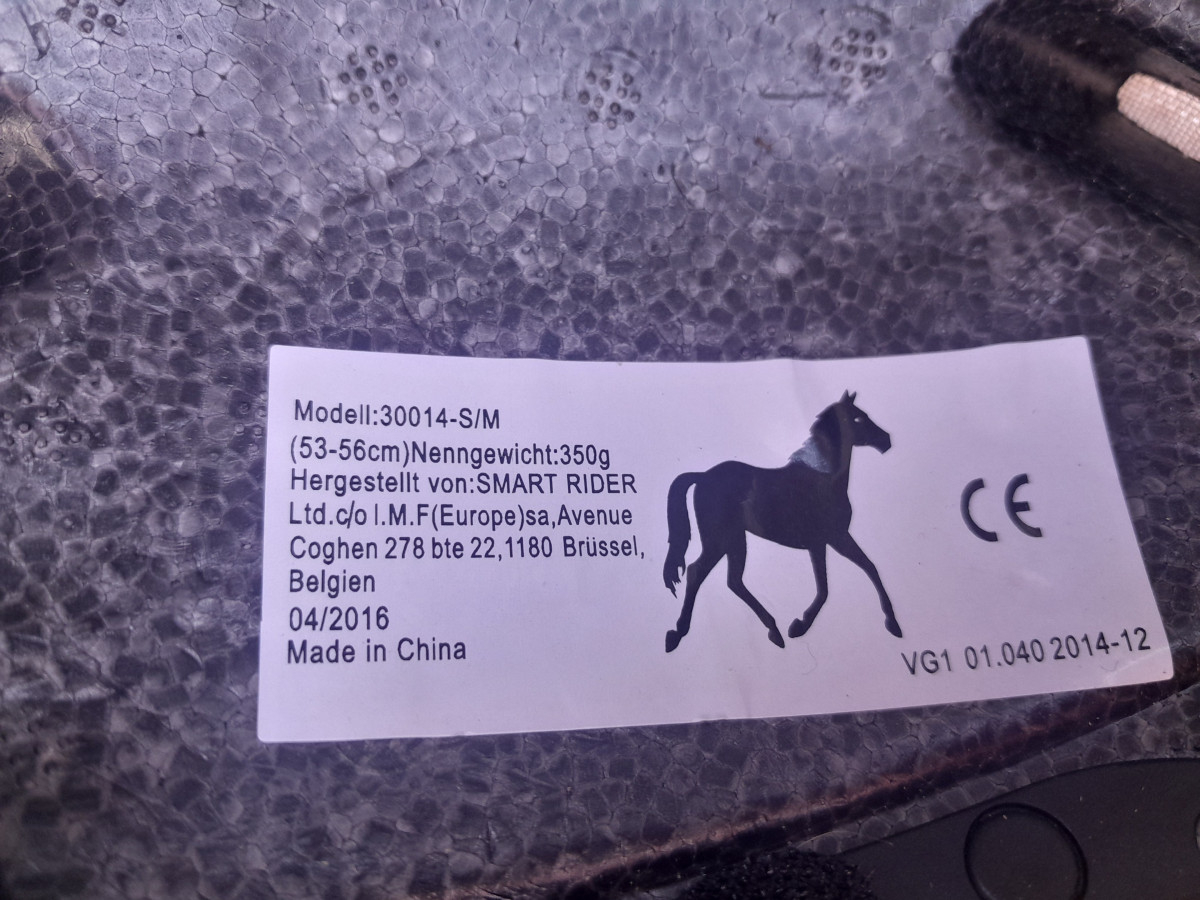 Modell:30014-S/M
(53-56cm)Nenngewicht:350g
Hergestellt von:SMART RIDER
Ltd.c/o I.M.F(Europe)sa,Avenue
Coghen 278 bte 22,1180 Brüssel,
Belgien
04/2016
Made in China
CE
VG1 01.040 2014-12